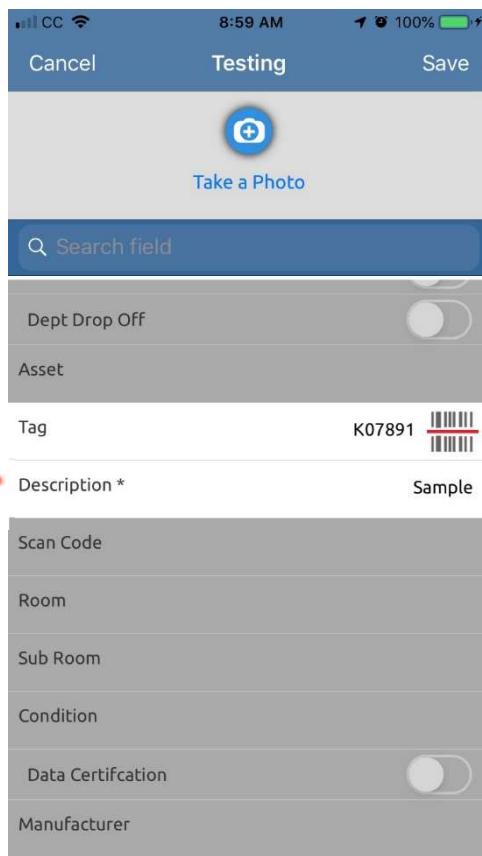 CC 8:59 AM 100%
Cancel Testing Save
Take a Photo
Search field
Dept Drop Off
Asset
Tag K07891
Description * Sample
Scan Code
Room
Sub Room
Condition
Data Certifcation
Manufacturer